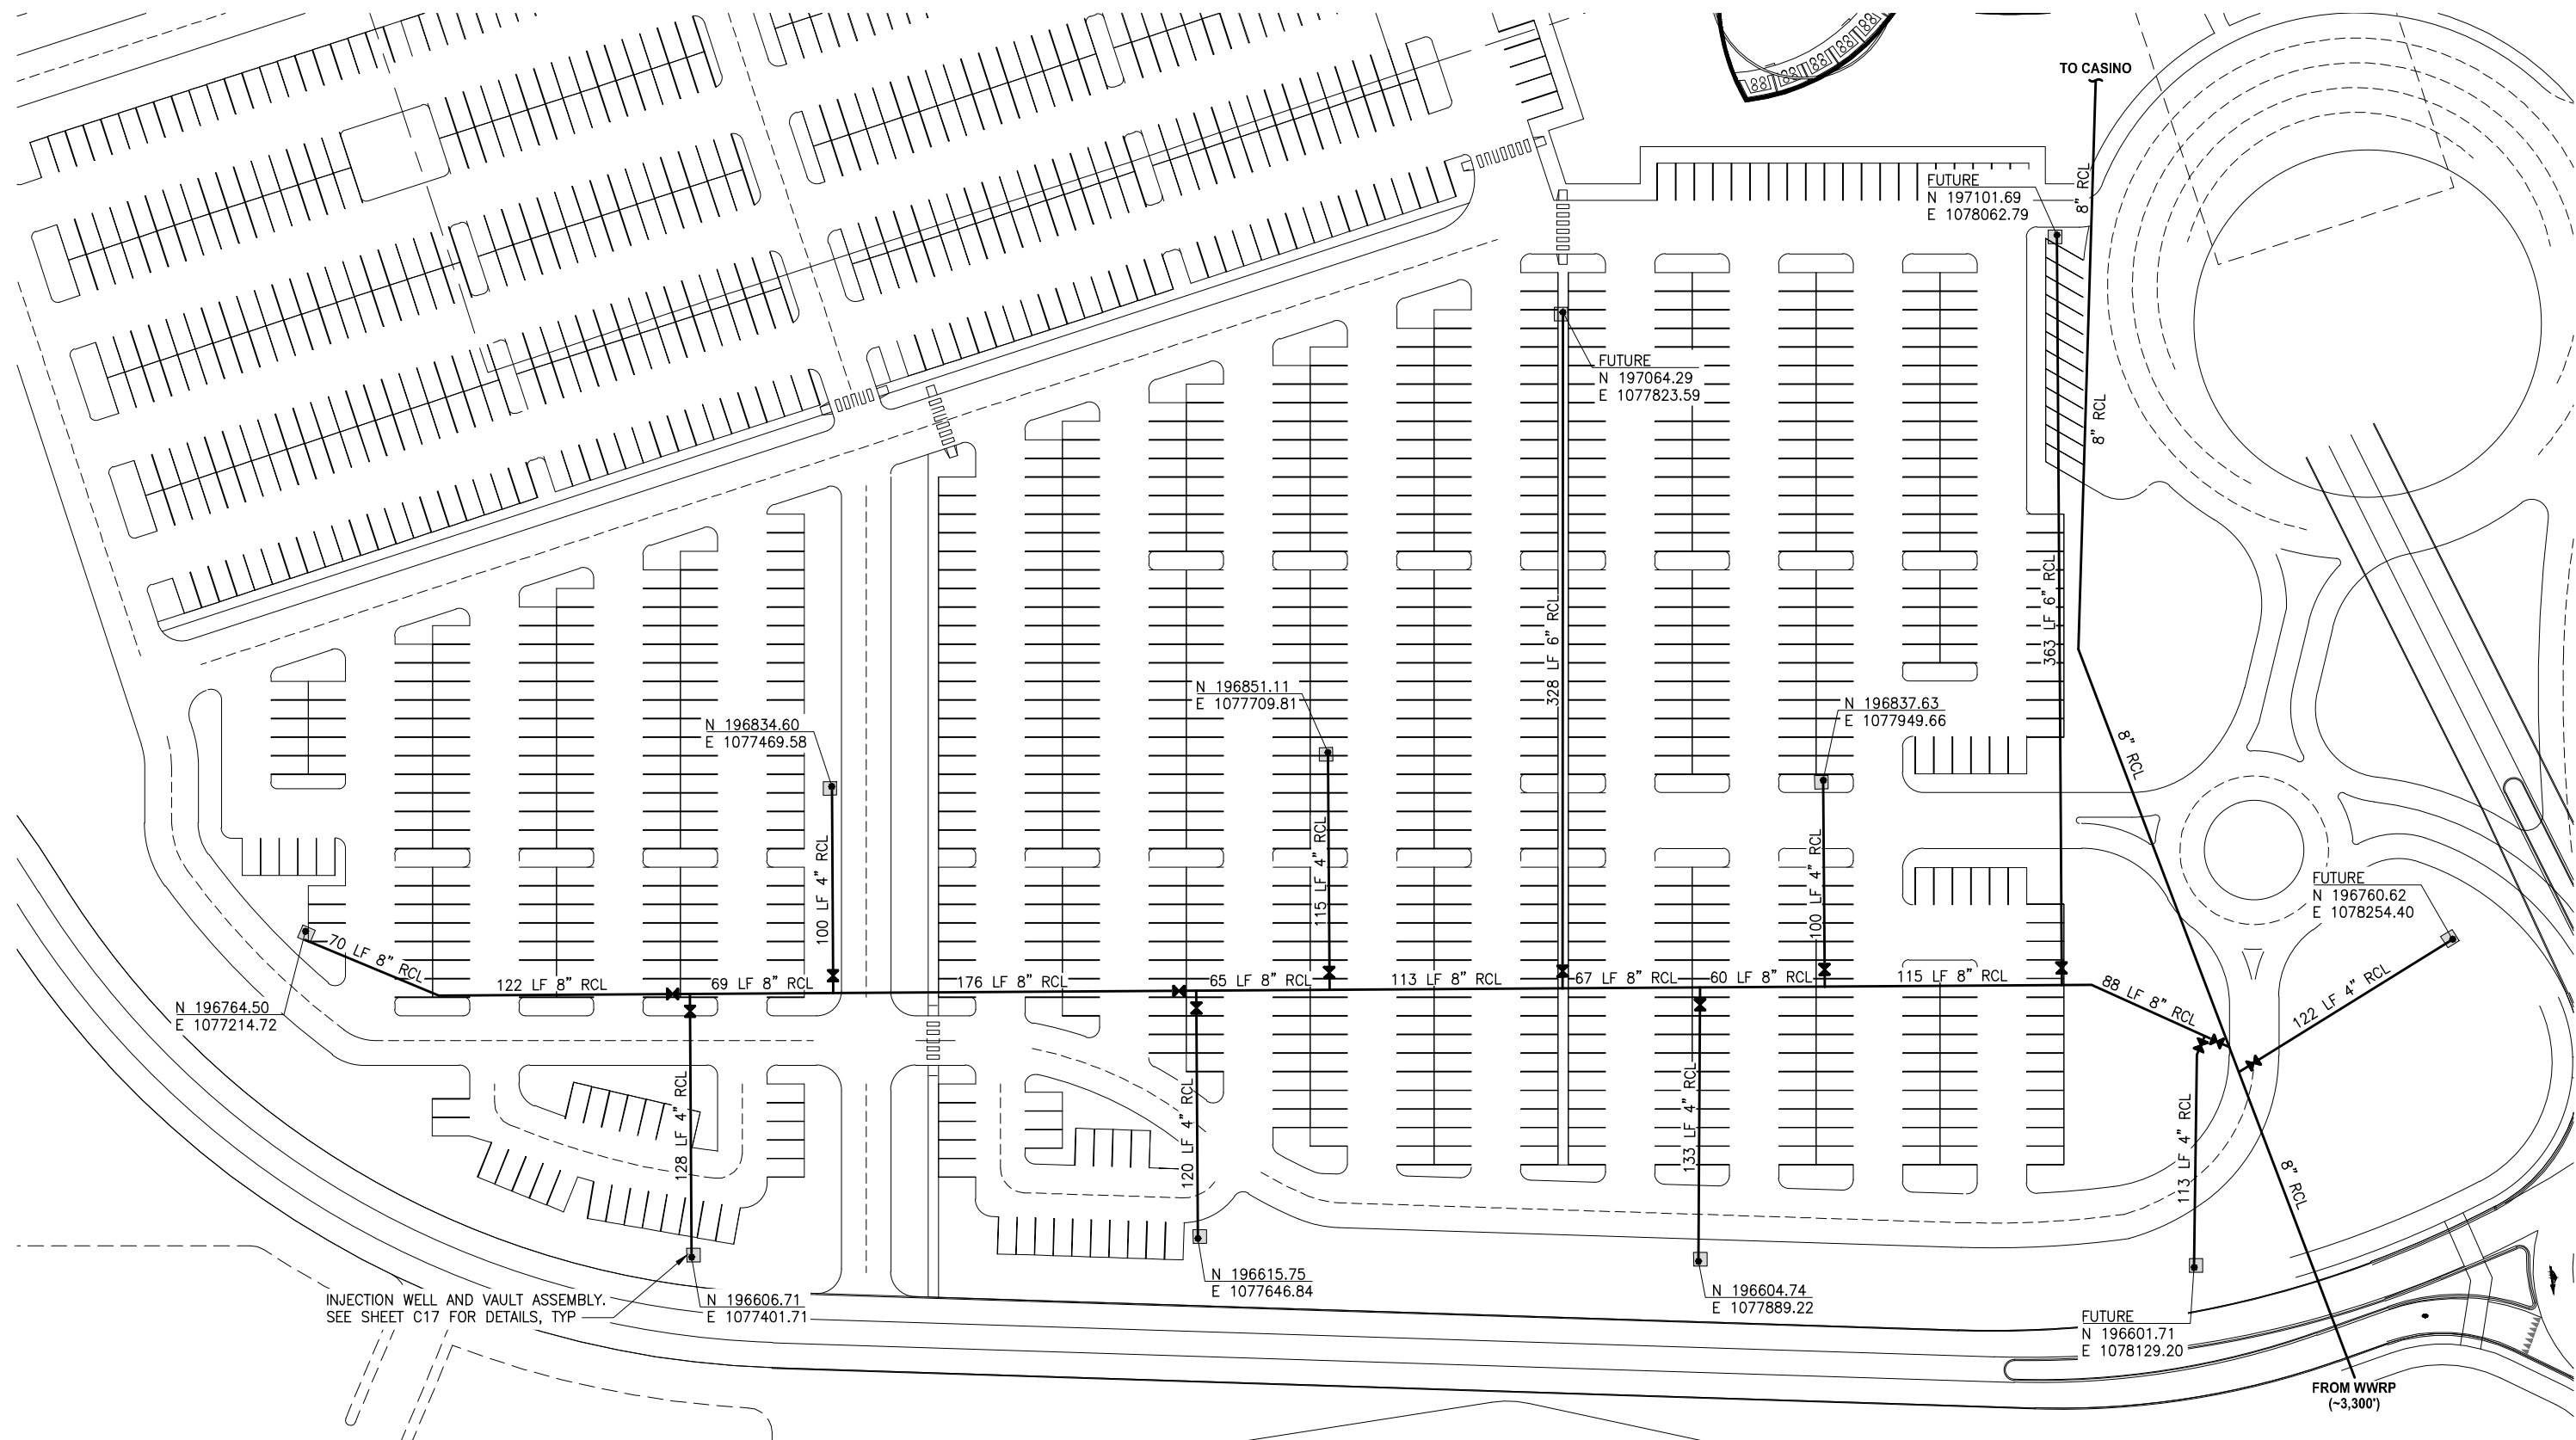 TO CASINO
8" RCL
FUTURE
N 197101.69
E 1078062.79
FUTURE
N 197064.29
E 1077823.59
8" RCL
363 LF 6" RCL
328 LF 6" RCL
N 196851.11
E 1077709.81
N 196837.63
E 1077949.66
N 196834.60
E 1077469.58
8" RCL
100 LF 4" RCL
115 LF 4" RCL
100 LF 4" RCL
FUTURE
N 196760.62
E 1078254.40
70 LF 8" RCL
122 LF 8" RCL
69 LF 8" RCL
176 LF 8" RCL
65 LF 8" RCL
113 LF 8" RCL
67 LF 8" RCL
60 LF 8" RCL
115 LF 8" RCL
88 LF 8" RCL
122 LF 4" RCL
N 196764.50
E 1077214.72
128 LF 4" RCL
120 LF 4" RCL
133 LF 4" RCL
113 LF 4" RCL
8" RCL
INJECTION WELL AND VAULT ASSEMBLY.
SEE SHEET C17 FOR DETAILS, TYP
N 196606.71
E 1077401.71
N 196615.75
E 1077646.84
N 196604.74
E 1077889.22
FUTURE
N 196601.71
E 1078129.20
FROM WWRP
(~3,300')